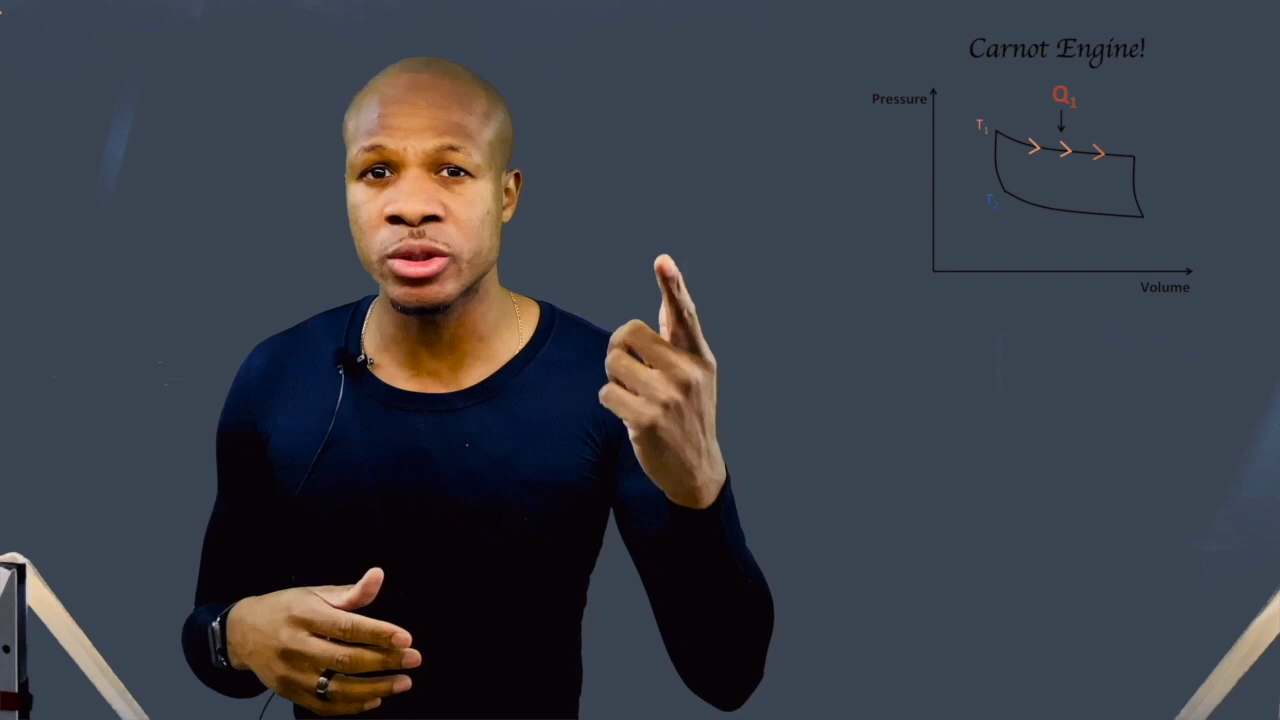 Carnot Engine!
Pressure
Q₁
T₁
T₂
Volume